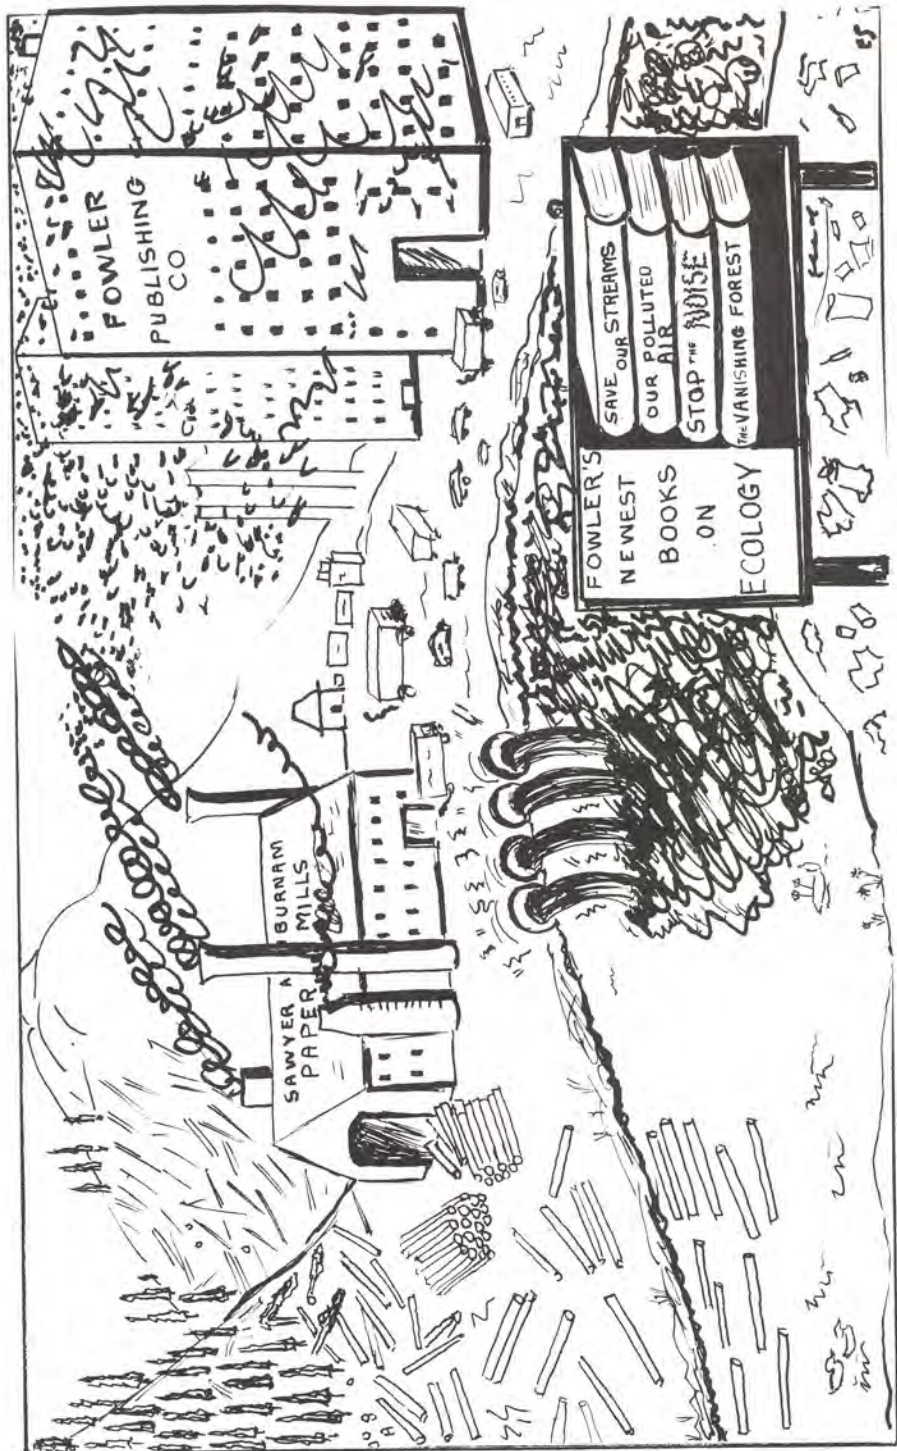 SAWYER A BURNAM
PAPER MILLS
FOWLER
PUBLISHING
CO
FOWLER'S
NEWEST
BOOKS
ON
ECOLOGY
SAVE OUR STREAMS
OUR POLLUTED
AIR
STOP THE NOISE
THE VANISHING FOREST